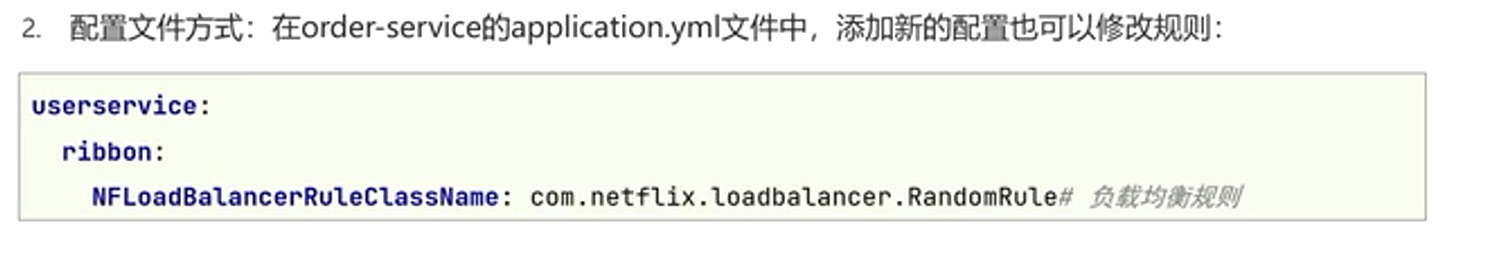 2. 配置文件方式：在order-service的application.yml文件中，添加新的配置也可以修改规则：
userservice:
  ribbon:
    NFLoadBalancerRuleClassName: com.netflix.loadbalancer.RandomRule# 负载均衡规则